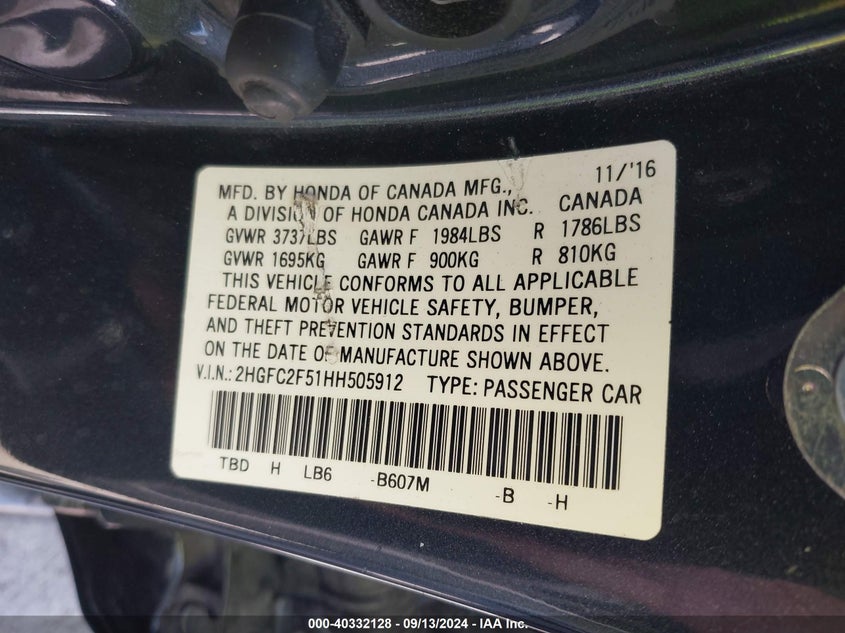 11/'16
MFD. BY HONDA OF CANADA MFG.,
A DIVISION OF HONDA CANADA INC. CANADA
GVWR 3737LBS GAWR F 1984LBS R 1786LBS
GVWR 1695KG GAWR F 900KG R 810KG
THIS VEHICLE CONFORMS TO ALL APPLICABLE
FEDERAL MOTOR VEHICLE SAFETY, BUMPER,
AND THEFT PREVENTION STANDARDS IN EFFECT
ON THE DATE OF MANUFACTURE SHOWN ABOVE.
V.I.N.: 2HGFC2F51HH505912 TYPE: PASSENGER CAR
TBD H LB6 -B607M -B -H
000-40332128 - 09/13/2024 - IAA Inc.